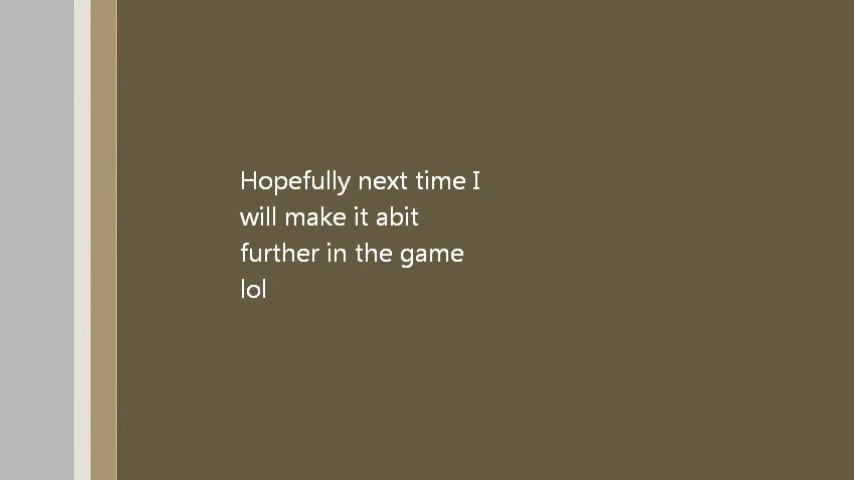 Hopefully next time I
will make it abit
further in the game
lol